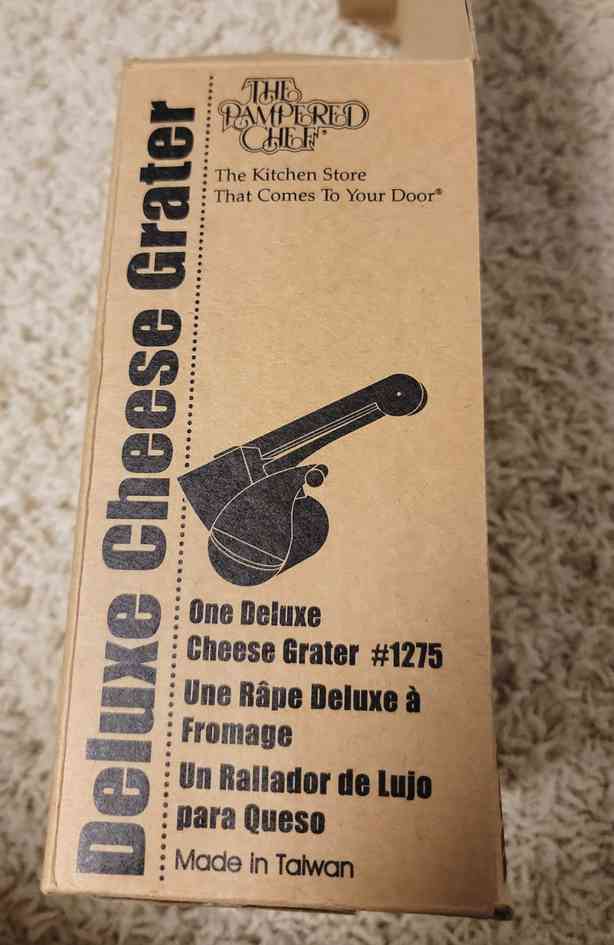 Deluxe Cheese Grater
THE
PAMPERED
CHEF®
The Kitchen Store
That Comes To Your Door®
One Deluxe
Cheese Grater #1275
Une Râpe Deluxe à
Fromage
Un Rallador de Lujo
para Queso
Made in Taiwan